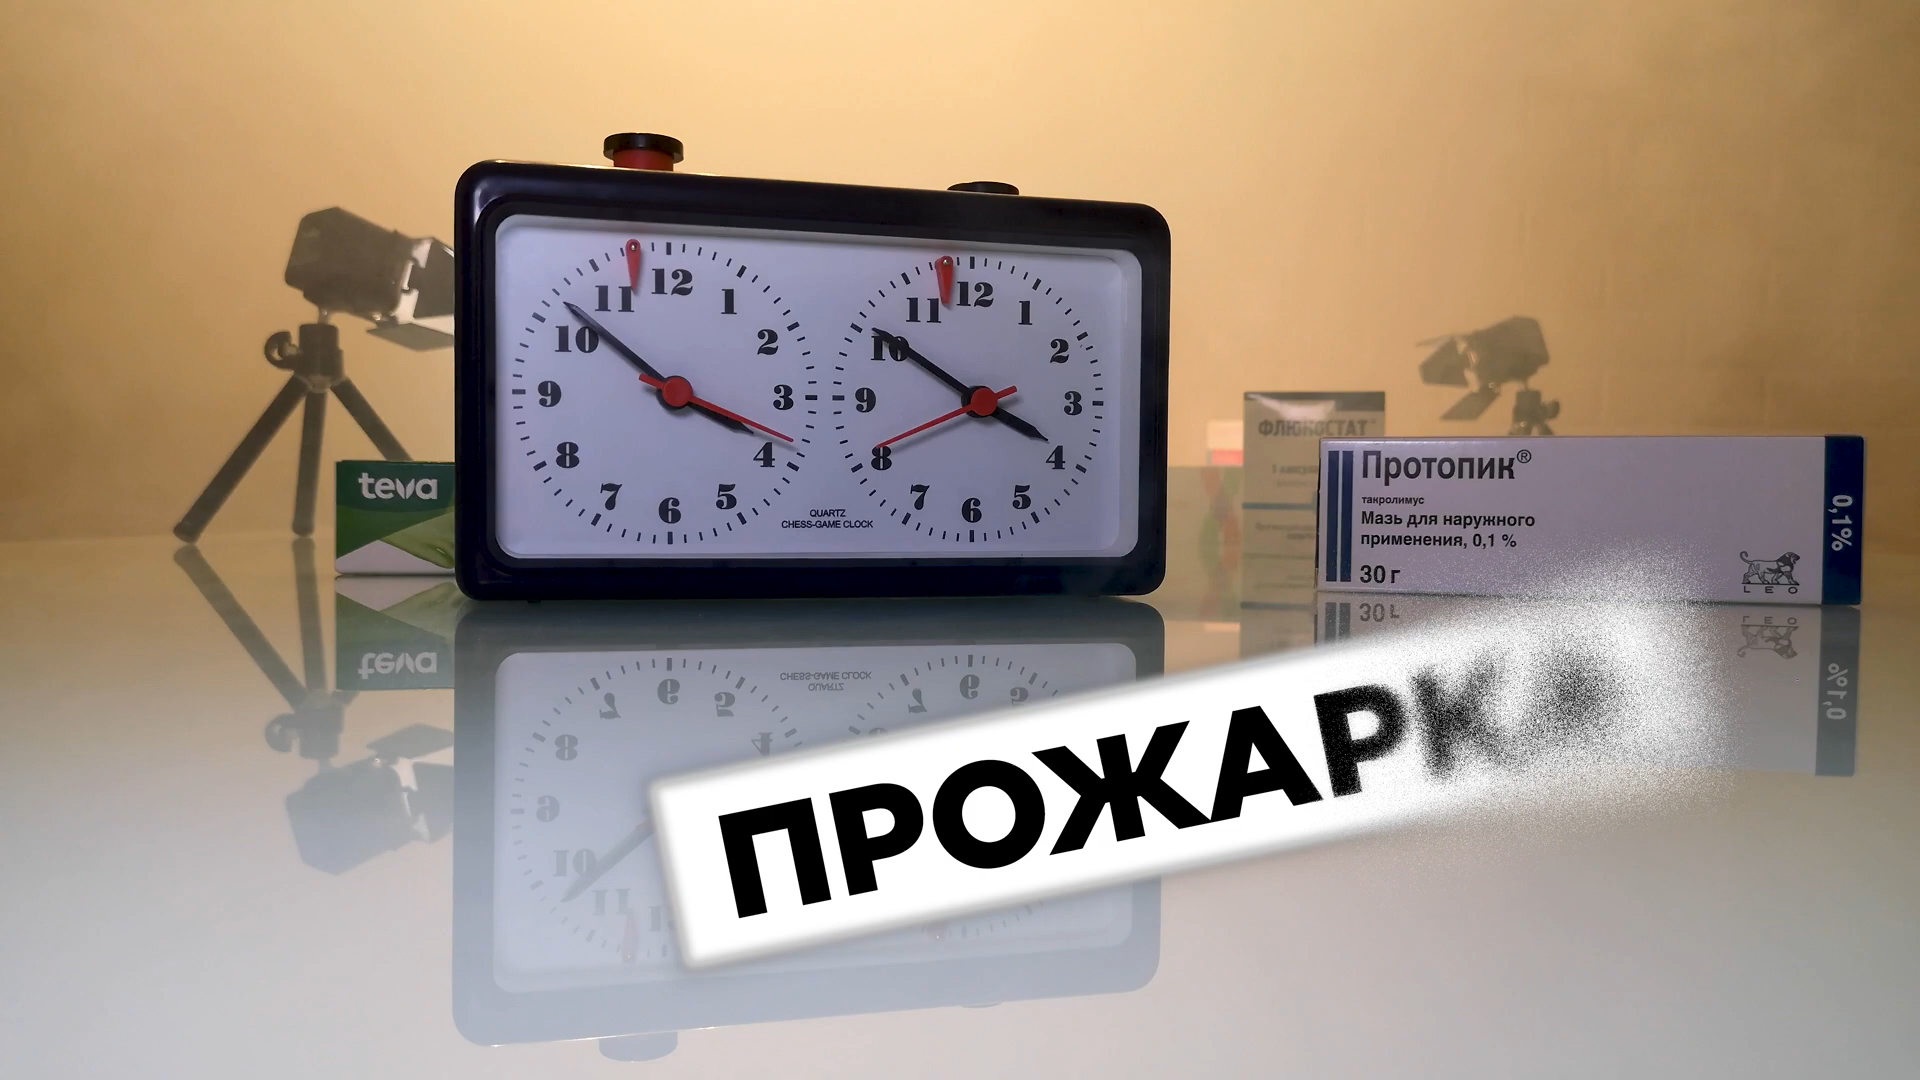 12
11
1
10
2
9
3
8
4
7
5
6
QUARTZ
CHESS-GAME CLOCK
12
11
1
10
2
9
3
8
4
7
5
6
teva
ФЛЮКОСТАТ
Протопик®
такролимус
Мазь для наружного
применения, 0,1 %
30 г
LEO
0,1%
ПРОЖАРК